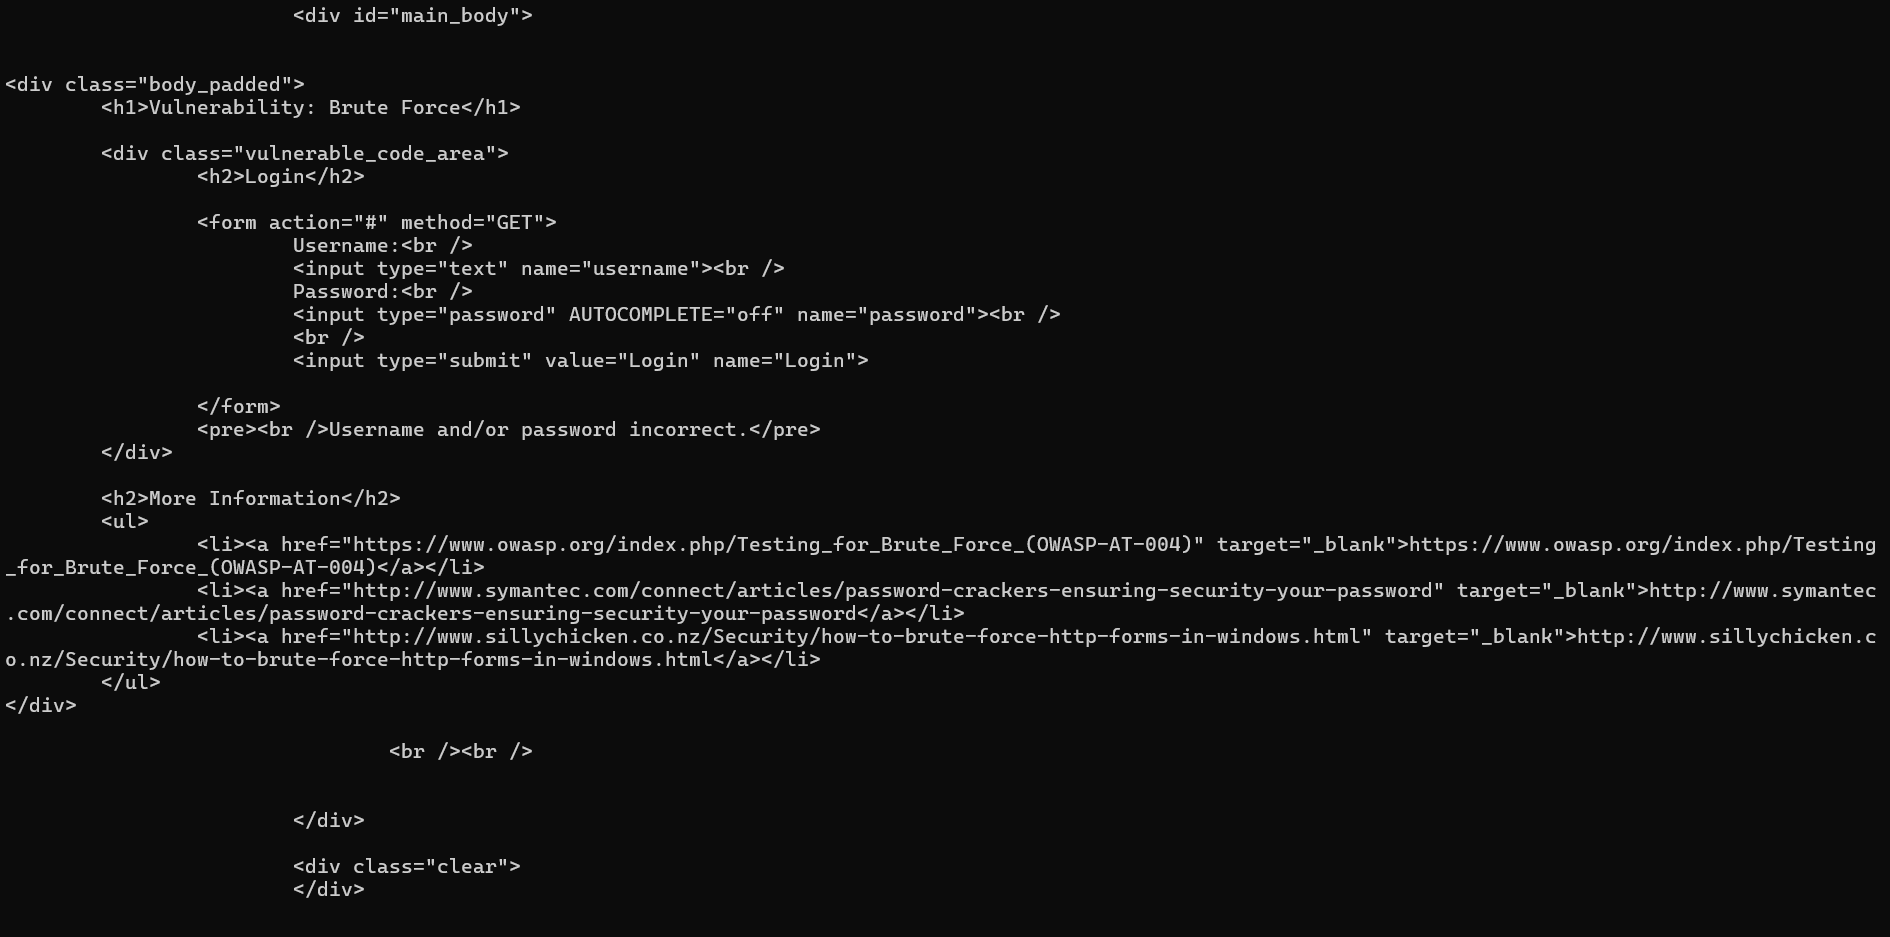 <div id="main_body">
<div class="body_padded">
<h1>Vulnerability: Brute Force</h1>
<div class="vulnerable_code_area">
<h2>Login</h2>
<form action="#" method="GET">
Username:<br />
<input type="text" name="username"><br />
Password:<br />
<input type="password" AUTOCOMPLETE="off" name="password"><br />
<br />
<input type="submit" value="Login" name="Login">
</form>
<pre><br />Username and/or password incorrect.</pre>
</div>
<h2>More Information</h2>
<ul>
<li><a href="https://www.owasp.org/index.php/Testing_for_Brute_Force_(OWASP-AT-004)" target="_blank">https://www.owasp.org/index.php/Testing
_for_Brute_Force_(OWASP-AT-004)</a></li>
<li><a href="http://www.symantec.com/connect/articles/password-crackers-ensuring-security-your-password" target="_blank">http://www.symantec
.com/connect/articles/password-crackers-ensuring-security-your-password</a></li>
<li><a href="http://www.sillychicken.co.nz/Security/how-to-brute-force-http-forms-in-windows.html" target="_blank">http://www.sillychicken.c
o.nz/Security/how-to-brute-force-http-forms-in-windows.html</a></li>
</ul>
</div>
<br /><br />
</div>
<div class="clear">
</div>